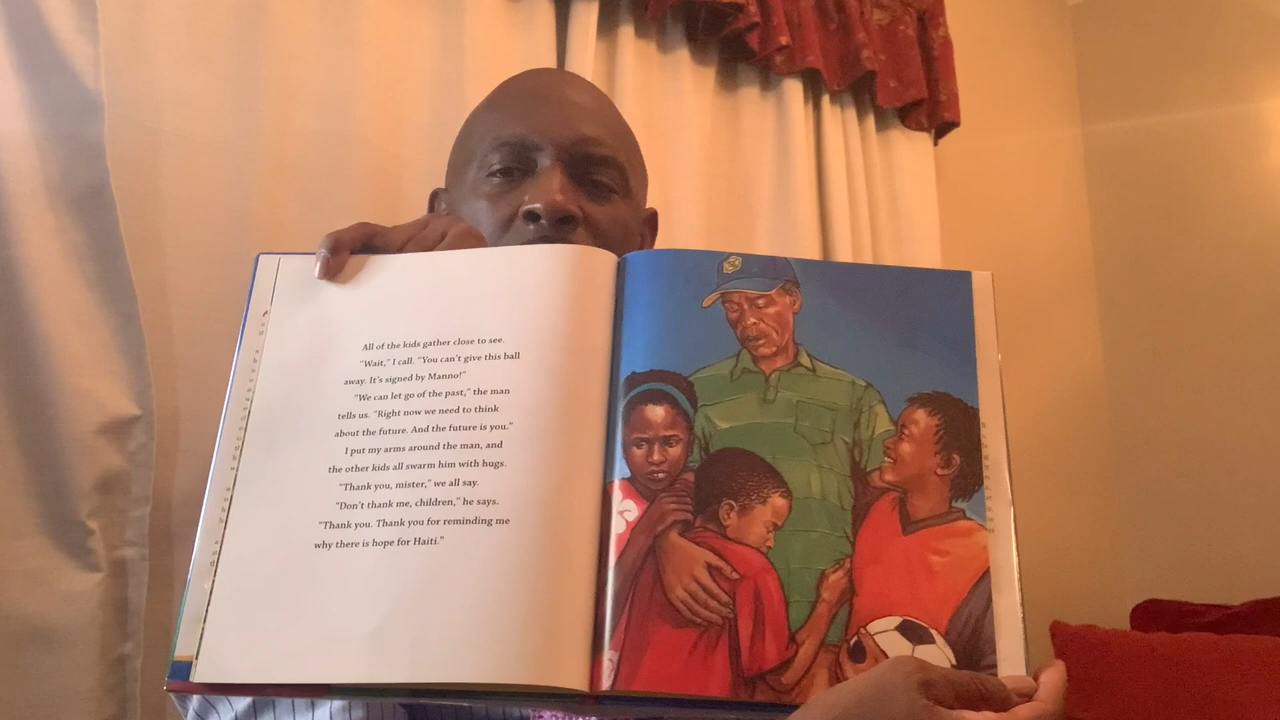 All of the kids gather close to see.
"Wait," I call. "You can't give this ball
away. It's signed by Manno!"
"We can let go of the past," the man
tells us. "Right now we need to think
about the future. And the future is you."
I put my arms around the man, and
the other kids all swarm him with hugs.
"Thank you, mister," we all say.
"Don't thank me, children," he says.
"Thank you. Thank you for reminding me
why there is hope for Haiti."